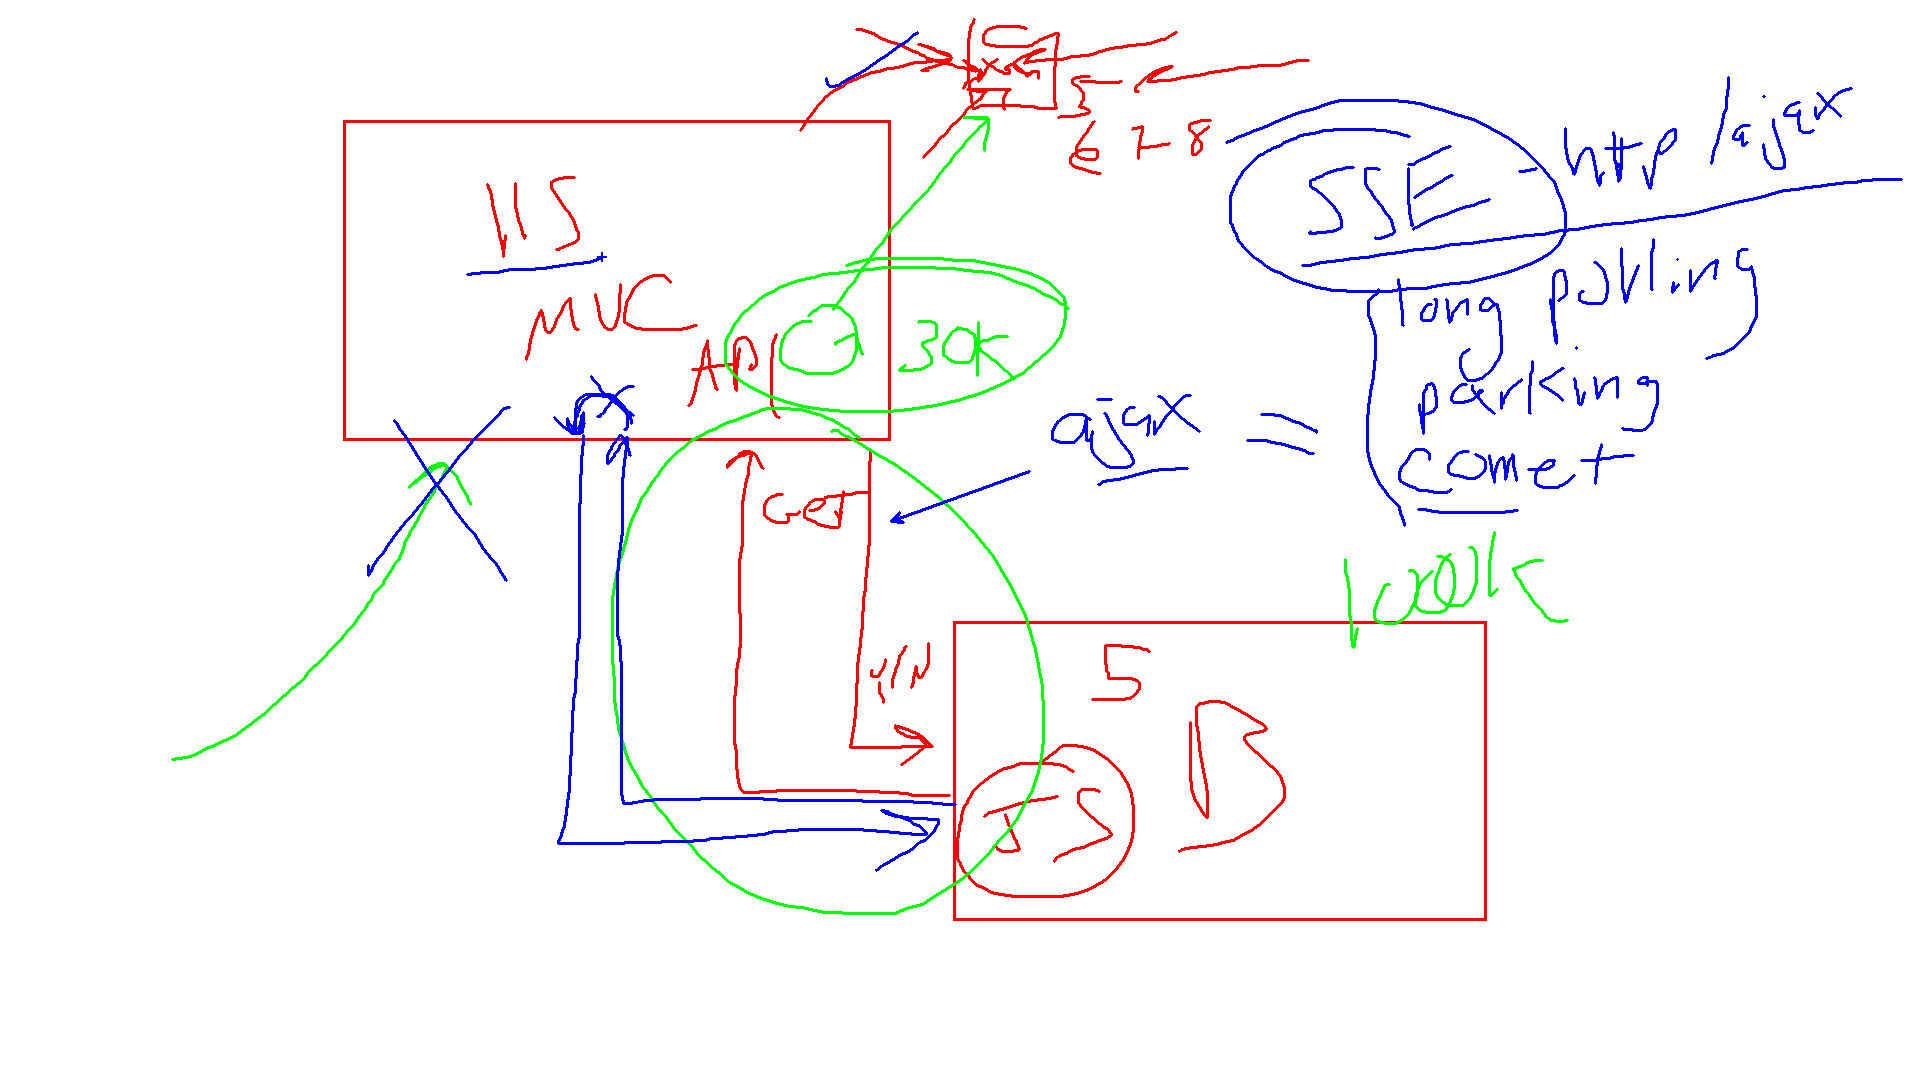 C
5
6 7-8
IIS
SSE - http/ajax
MVC
API
30K
long polling
parking
comet
ajax
GET
Y/N
5
B
JS